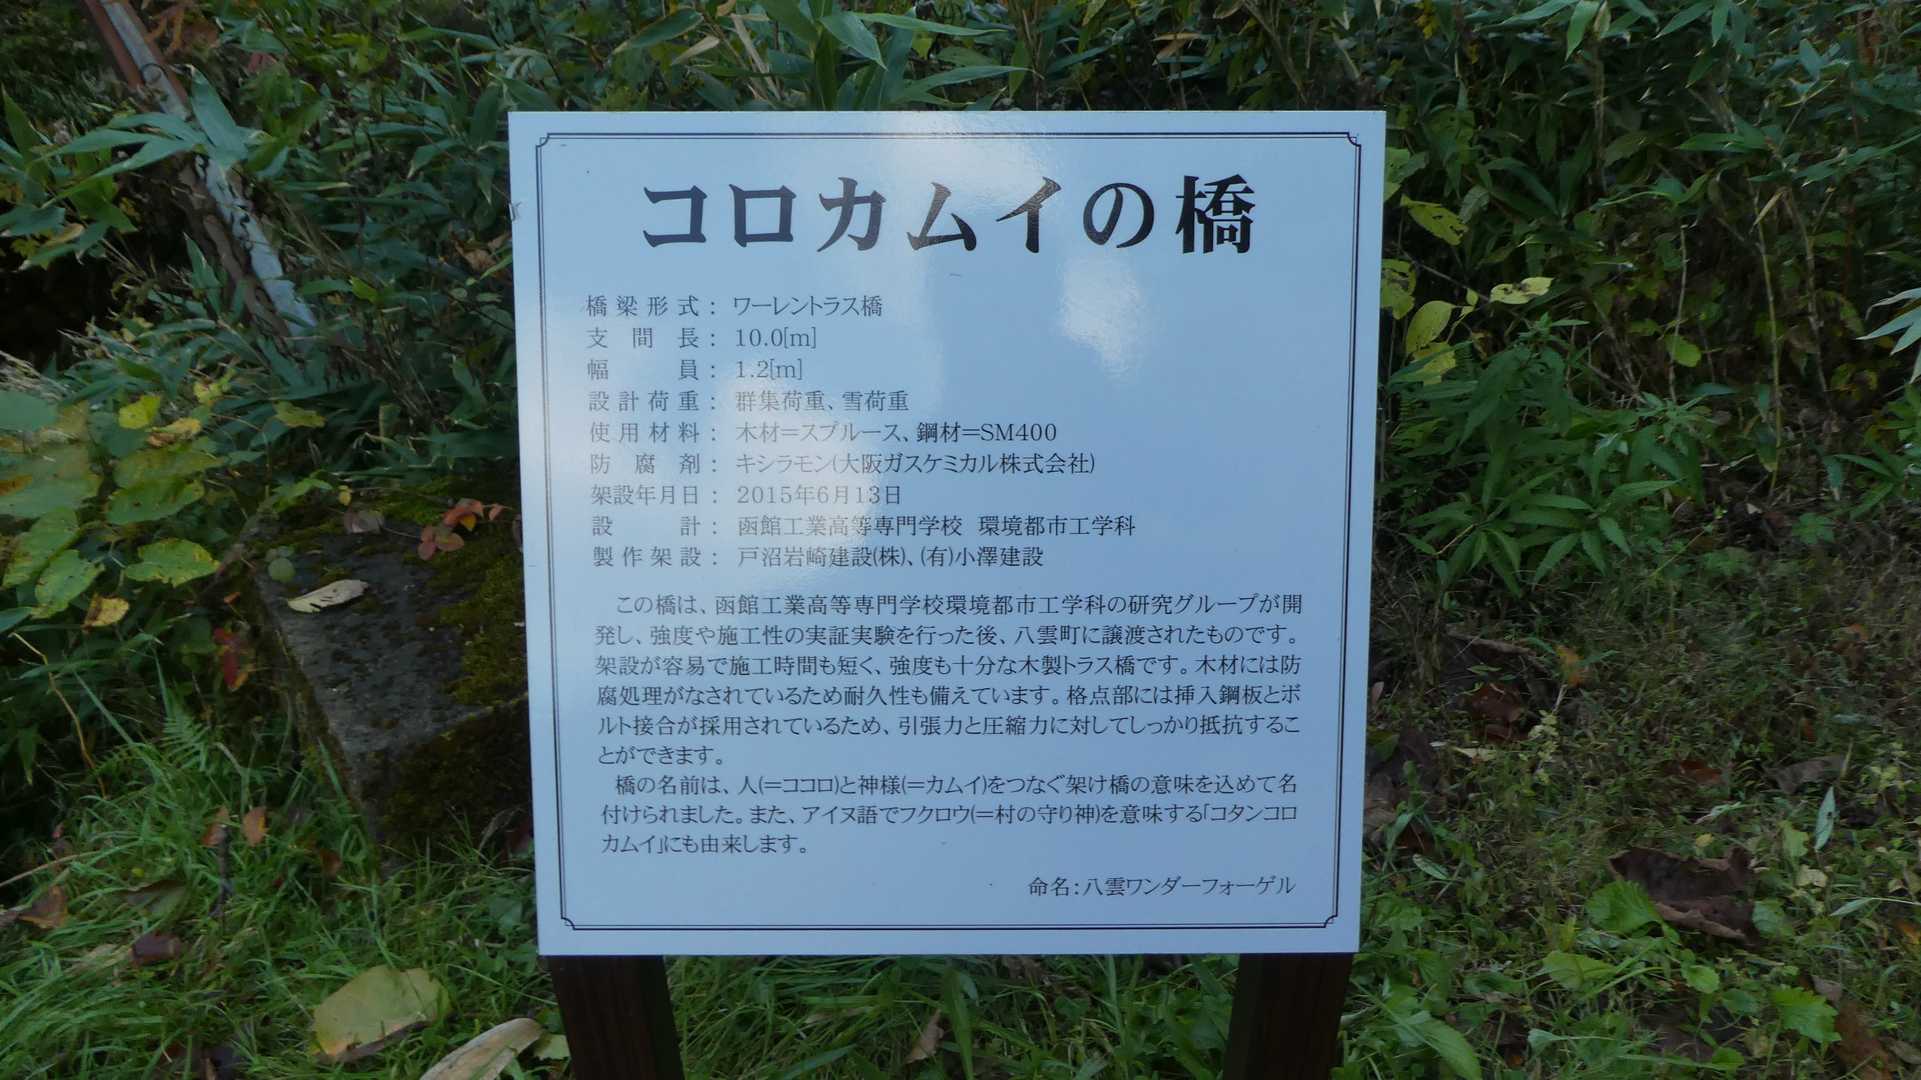 コロカムイの橋
橋梁形式： ワーレントラス橋
支間長： 10.0[m]
幅員： 1.2[m]
設計荷重： 群集荷重、雪荷重
使用材料： 木材＝スプルース、鋼材＝SM400
防腐剤： キシラモン(大阪ガスケミカル株式会社)
架設年月日： 2015年6月13日
設計： 函館工業高等専門学校 環境都市工学科
製作架設： 戸沼岩崎建設(株)、(有)小澤建設
この橋は、函館工業高等専門学校環境都市工学科の研究グループが開
発し、強度や施工性の実証実験を行った後、八雲町に譲渡されたものです。
架設が容易で施工時間も短く、強度も十分な木製トラス橋です。木材には防
腐処理がなされているため耐久性も備えています。格点部には挿入鋼板とボ
ルト接合が採用されているため、引張力と圧縮力に対してしっかり抵抗するこ
とができます。
橋の名前は、人(＝ココロ)と神様(＝カムイ)をつなぐ架け橋の意味を込めて名
付けられました。また、アイヌ語でフクロウ(＝村の守り神)を意味する「コタンコロ
カムイ」にも由来します。
命名：八雲ワンダーフォーゲル